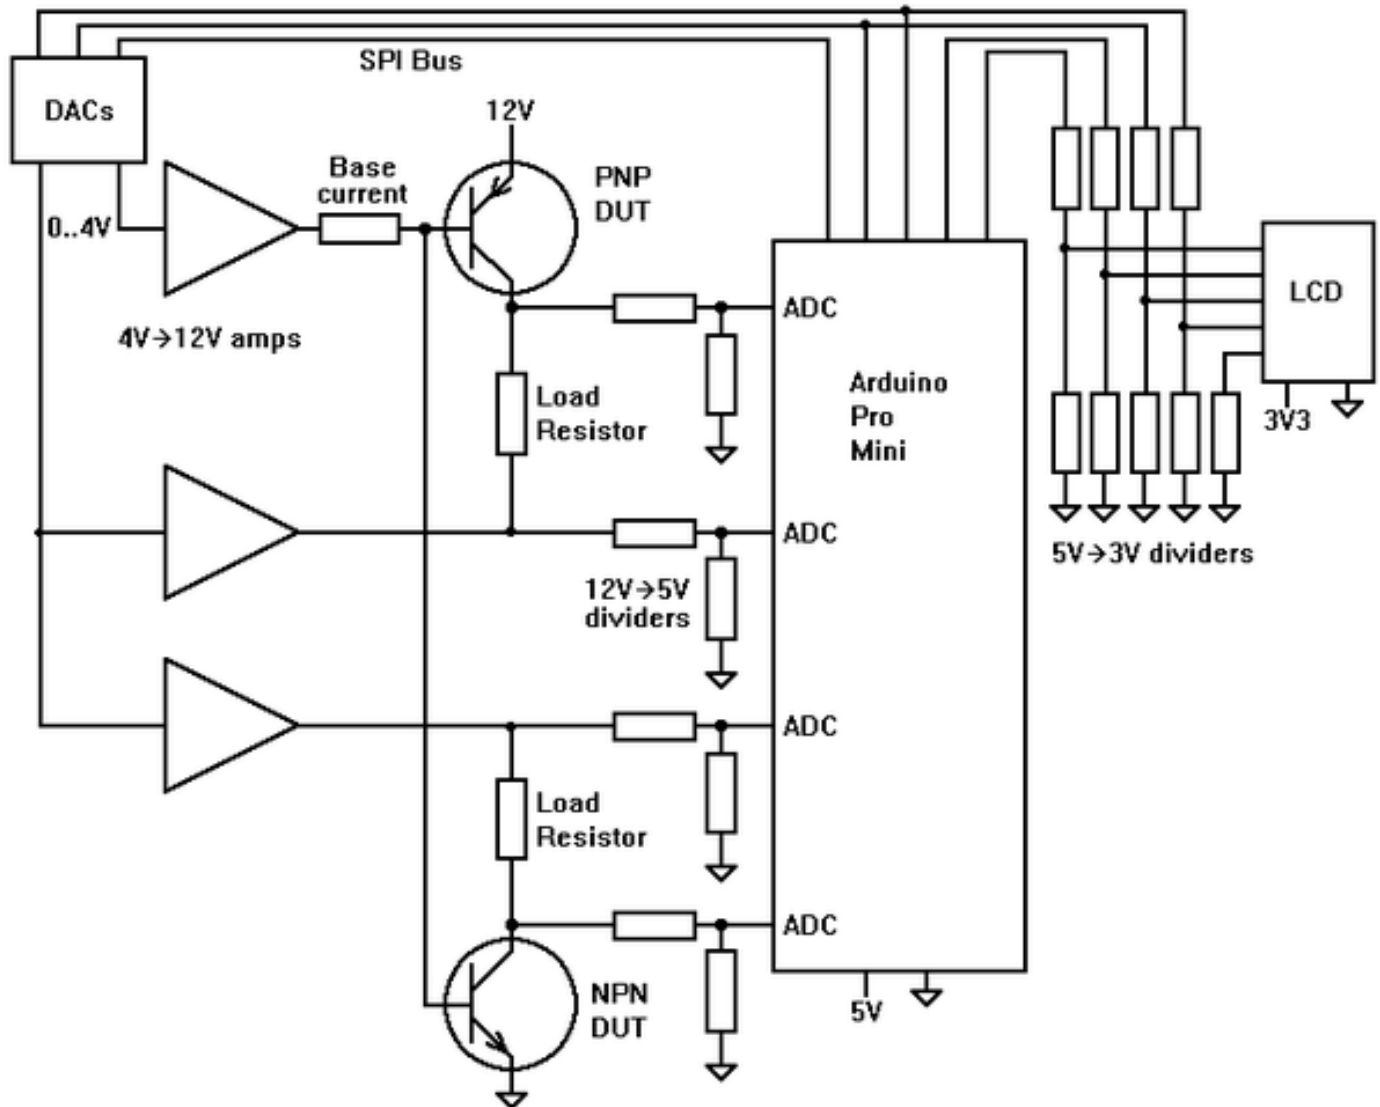 SPI Bus
DACs
12V
Base
current
PNP
DUT
0..4V
LCD
ADC
4V→12V amps
Arduino
Pro
Mini
Load
Resistor
3V3
ADC
5V→3V dividers
12V→5V
dividers
ADC
Load
Resistor
ADC
NPN
DUT
5V